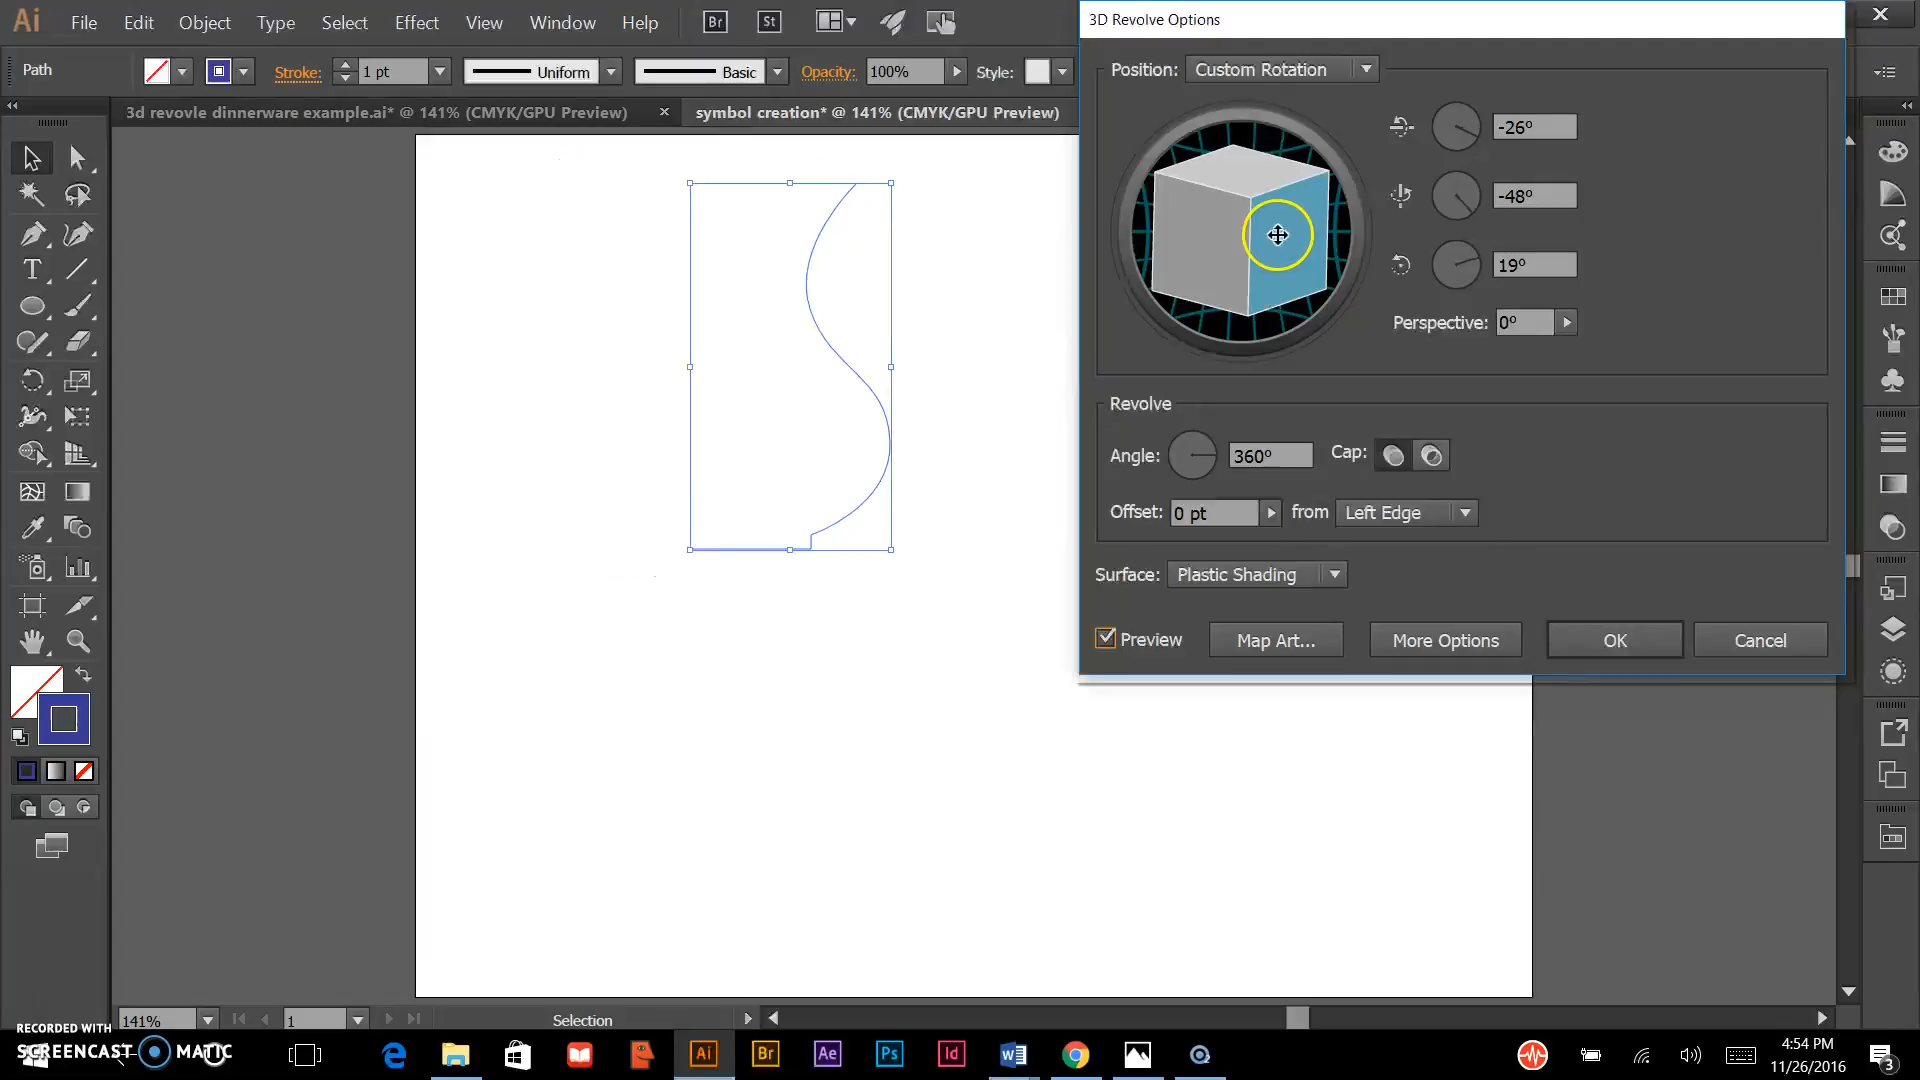 Ai File Edit Object Type Select Effect View Window Help Br St
3D Revolve Options
Path Stroke: 1 pt Uniform Basic Opacity: 100% Style:
3d revovle dinnerware example.ai* @ 141% (CMYK/GPU Preview) symbol creation* @ 141% (CMYK/GPU Preview)
Position: Custom Rotation
-26°
-48°
19°
Perspective: 0°
Revolve
Angle: 360° Cap:
Offset: 0 pt from Left Edge
Surface: Plastic Shading
Preview Map Art... More Options OK Cancel
141% 1 Selection
RECORDED WITH
SCREENCAST MATIC
Ai Br Ae Ps Id
4:54 PM
11/26/2016
3